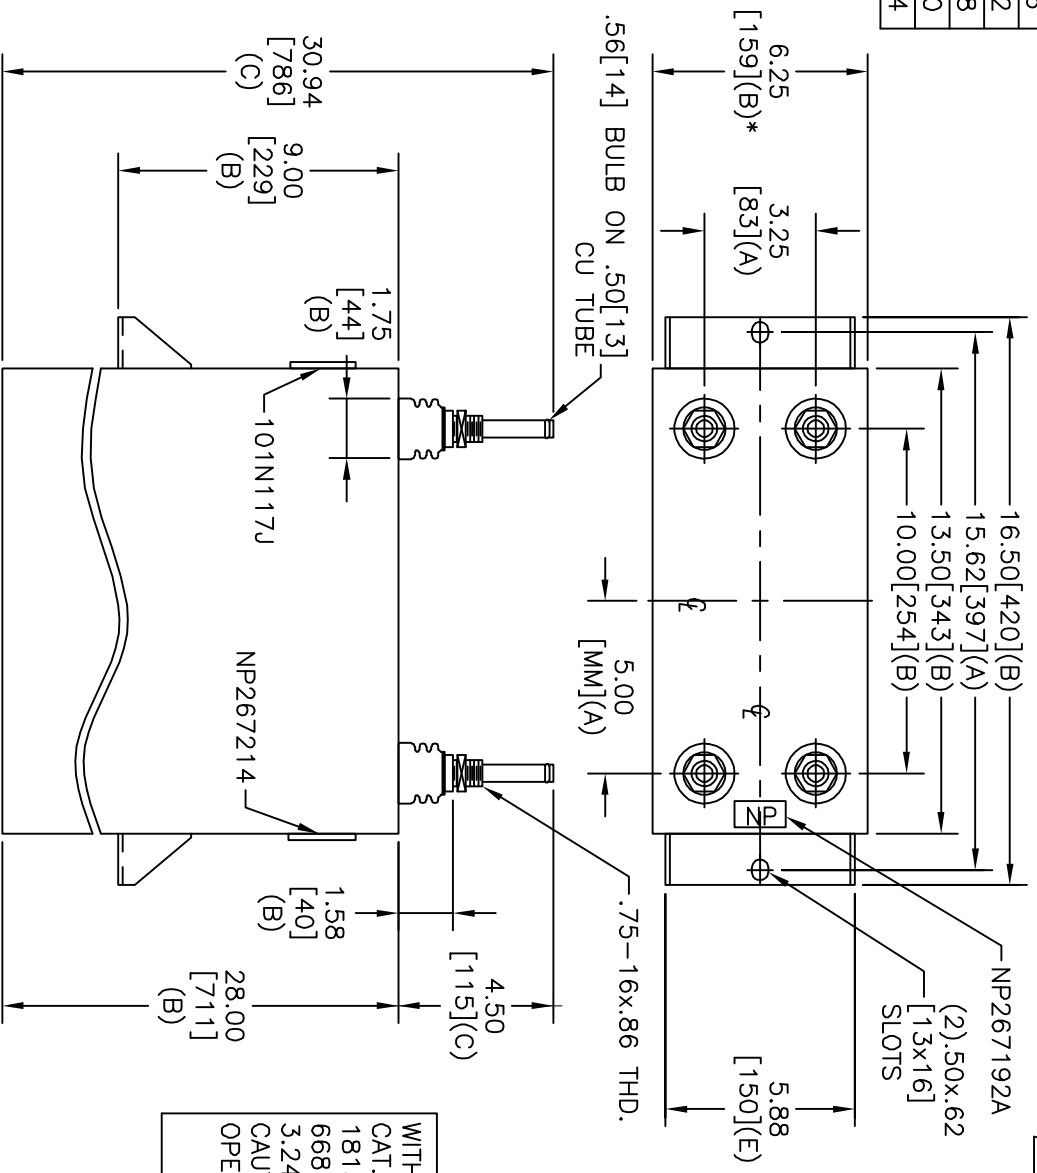 16.50[420](B)
15.62[397](A)
13.50[343](B)
10.00[254](B)
NP267192A
(2).50x.62
[13x16]
SLOTS
6.25
[159](B)*
3.25
[83](A)
5.00
[MM](A)
5.88
[150](E)
NP
.56[14] BULB ON .50[13]
CU TUBE
.75-16x.86 THD.
30.94
[786]
(C)
9.00
[229]
(B)
1.75
[44]
(B)
101N117J
NP267214
1.58
[40]
(B)
4.50
[115](C)
28.00
[711]
(B)
WITH
CAT.
181
668
3.24
CAU
OPE